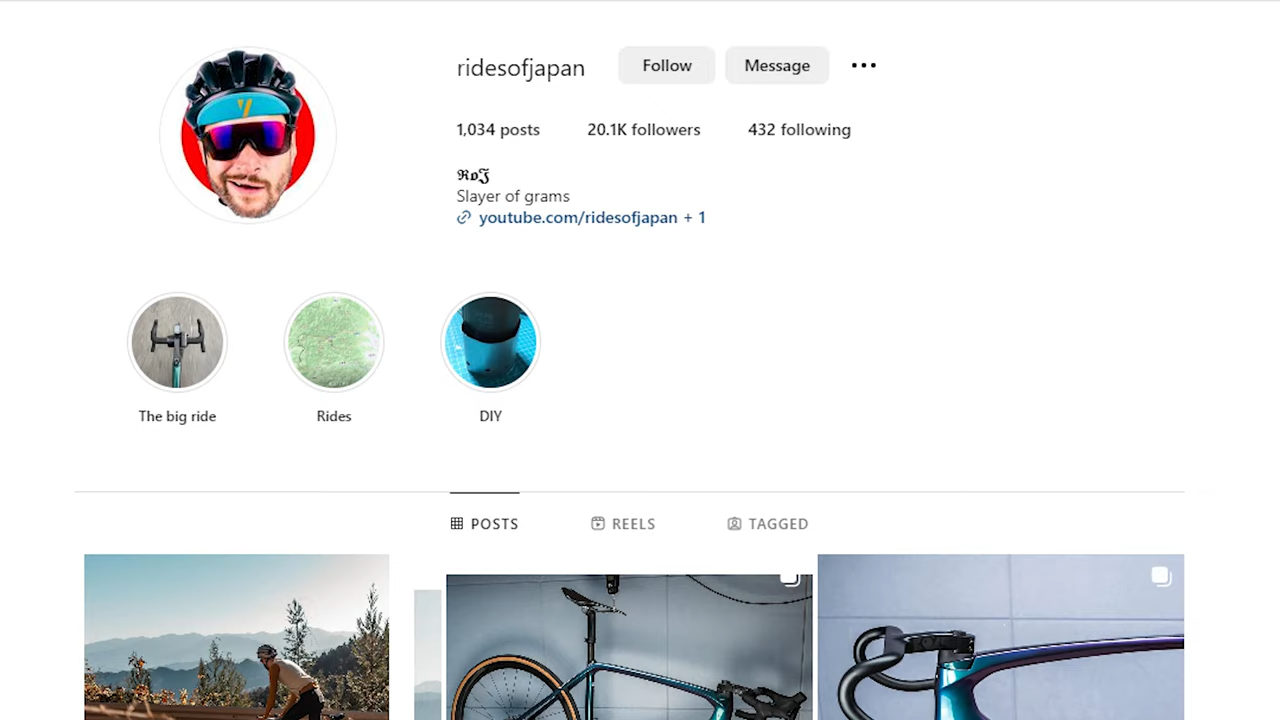 ridesofjapan
Follow
Message
1,034 posts
20.1K followers
432 following
ℜ𝔬𝔍
Slayer of grams
youtube.com/ridesofjapan + 1
The big ride
Rides
DIY
POSTS
REELS
TAGGED